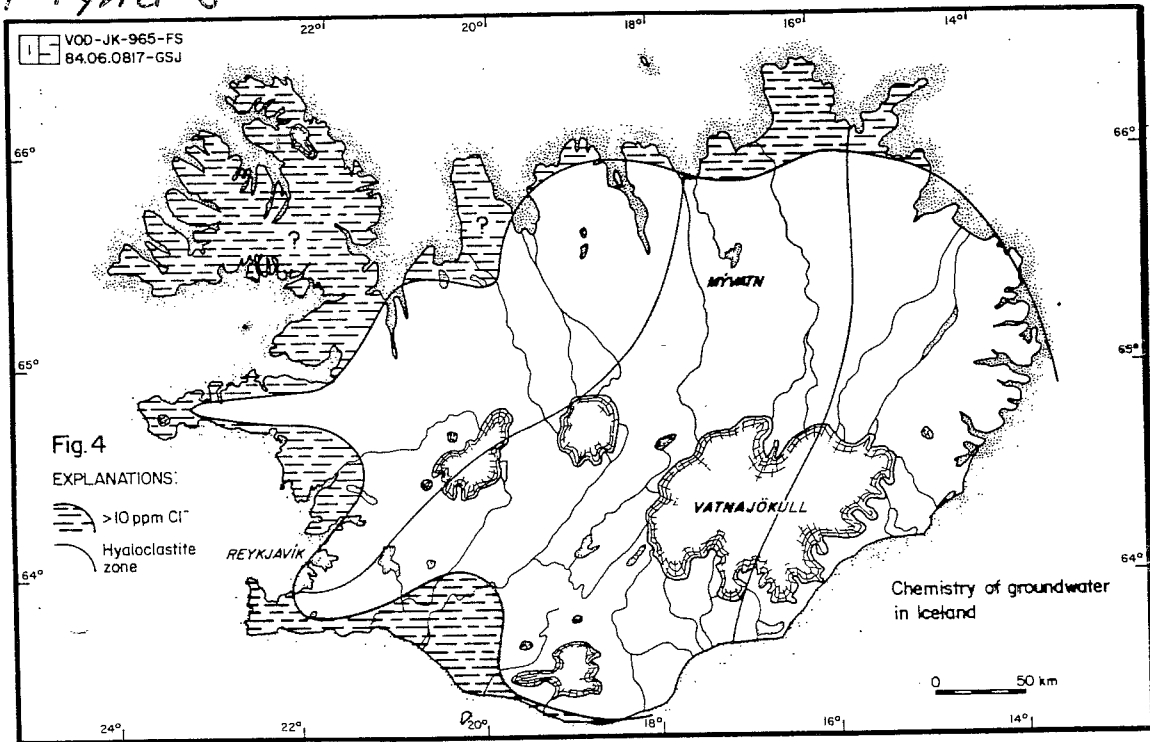 VOD-JK-965-FS
84.06.0817-GSJ
22° 20° 18° 16° 14°
66° 66°
?
?
MÝVATN
65° 65°
Fig.4
EXPLANATIONS:
>10 ppm Cl⁻
Hyaloclastite
zone
VATNAJÖKULL
REYKJAVÍK
64° 64°
Chemistry of groundwater
in Iceland
0 50 km
24° 22° 20° 18° 16° 14°